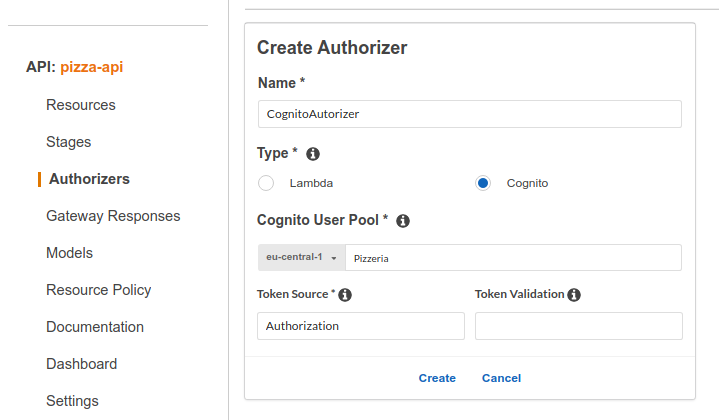 API: pizza-api
Resources
Stages
Authorizers
Gateway Responses
Models
Resource Policy
Documentation
Dashboard
Settings
Create Authorizer
Name *
CognitoAutorizer
Type *
Lambda
Cognito
Cognito User Pool *
eu-central-1 Pizzeria
Token Source * Token Validation
Authorization
Create Cancel